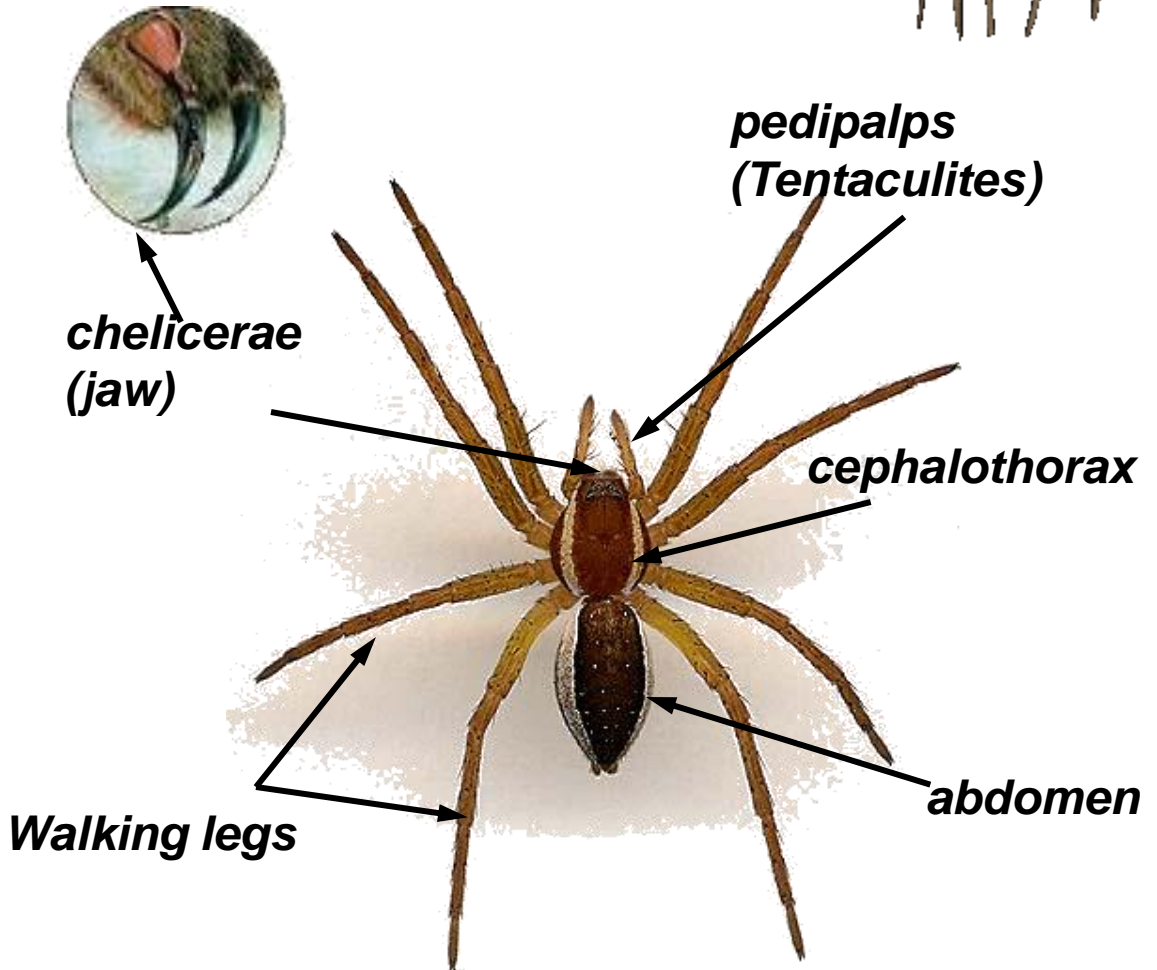 pedipalps
(Tentaculites)
chelicerae
(jaw)
cephalothorax
abdomen
Walking legs